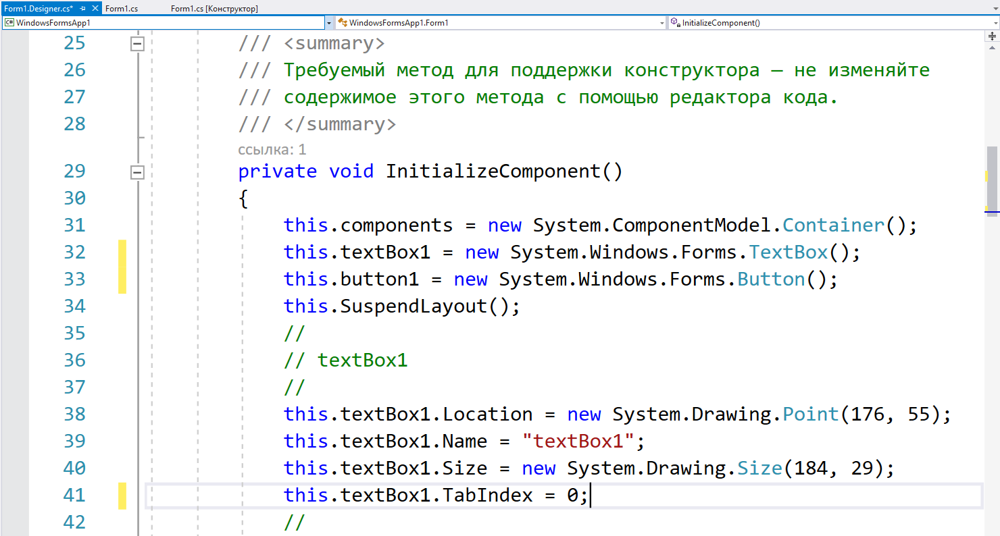 Form1.Designer.cs* Form1.cs Form1.cs [Конструктор]
C# WindowsFormsApp1 WindowsFormsApp1.Form1 InitializeComponent()
25 /// <summary>
26 /// Требуемый метод для поддержки конструктора — не изменяйте
27 /// содержимое этого метода с помощью редактора кода.
28 /// </summary>
ссылка: 1
29 private void InitializeComponent()
30 {
31 this.components = new System.ComponentModel.Container();
32 this.textBox1 = new System.Windows.Forms.TextBox();
33 this.button1 = new System.Windows.Forms.Button();
34 this.SuspendLayout();
35 //
36 // textBox1
37 //
38 this.textBox1.Location = new System.Drawing.Point(176, 55);
39 this.textBox1.Name = "textBox1";
40 this.textBox1.Size = new System.Drawing.Size(184, 29);
41 this.textBox1.TabIndex = 0;
42 //